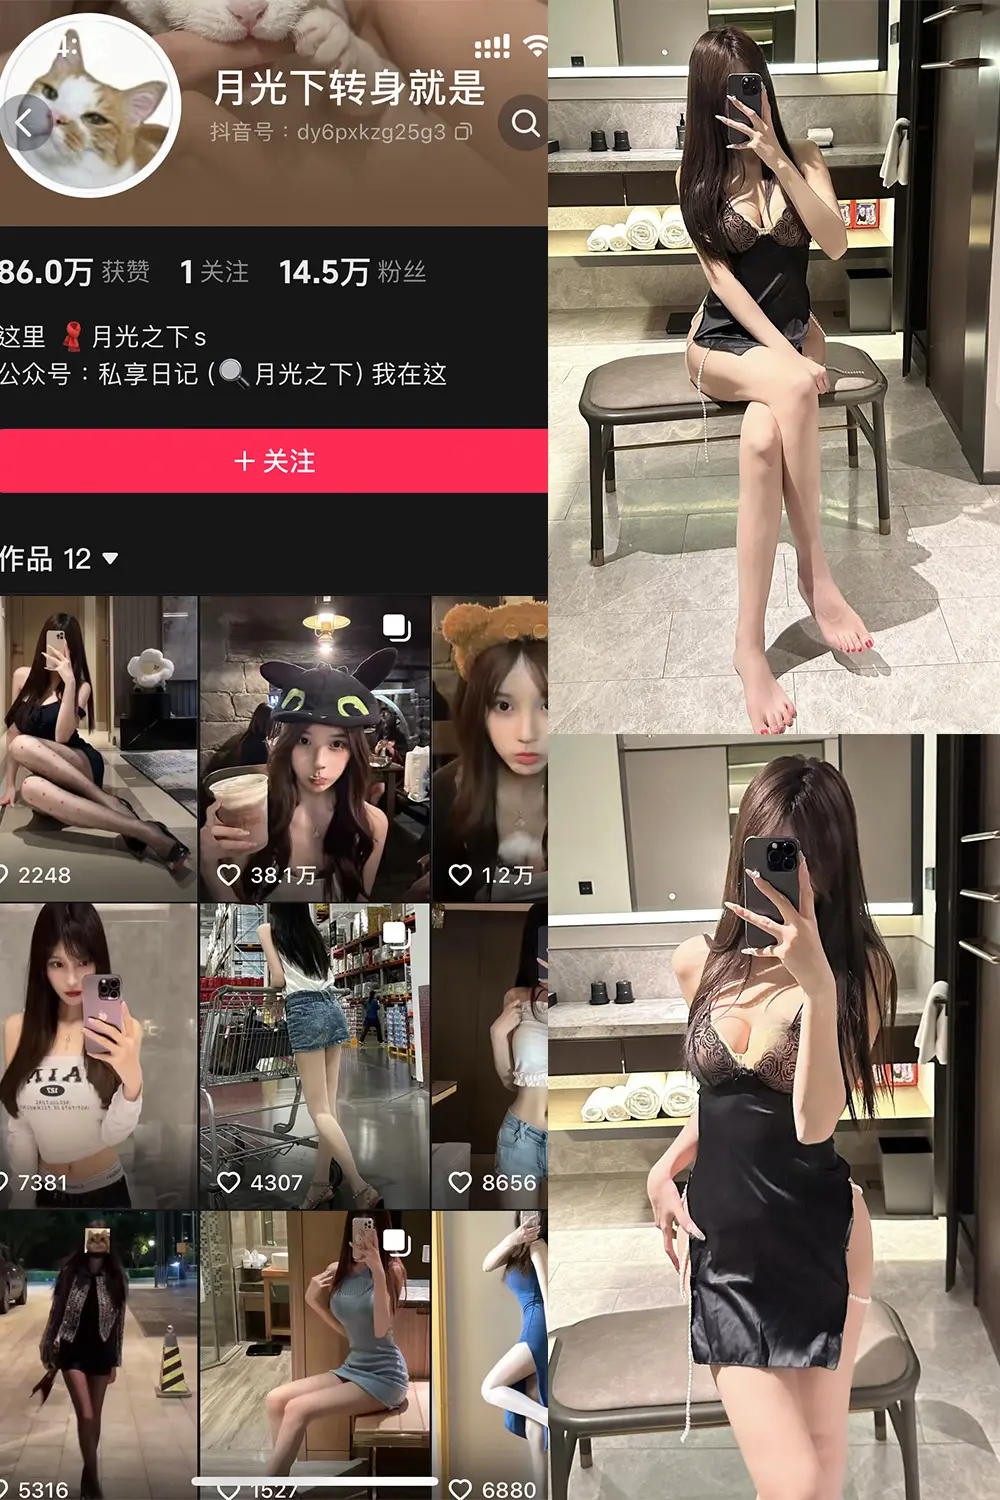 月光下转身就是
抖音号：dy6pxkzg25g3
86.0万 获赞 1 关注 14.5万 粉丝
这里 月光之下s
公众号：私享日记 (月光之下) 我在这
+ 关注
作品 12
2248
38.1万
1.2万
7381
4307
8656
5316
1527
6880